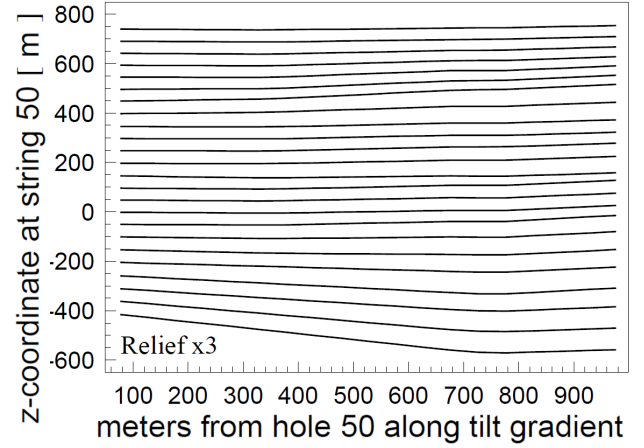 z-coordinate at string 50 [ m ]
800
600
400
200
0
-200
-400
-600
Relief x3
100 200 300 400 500 600 700 800 900
meters from hole 50 along tilt gradient